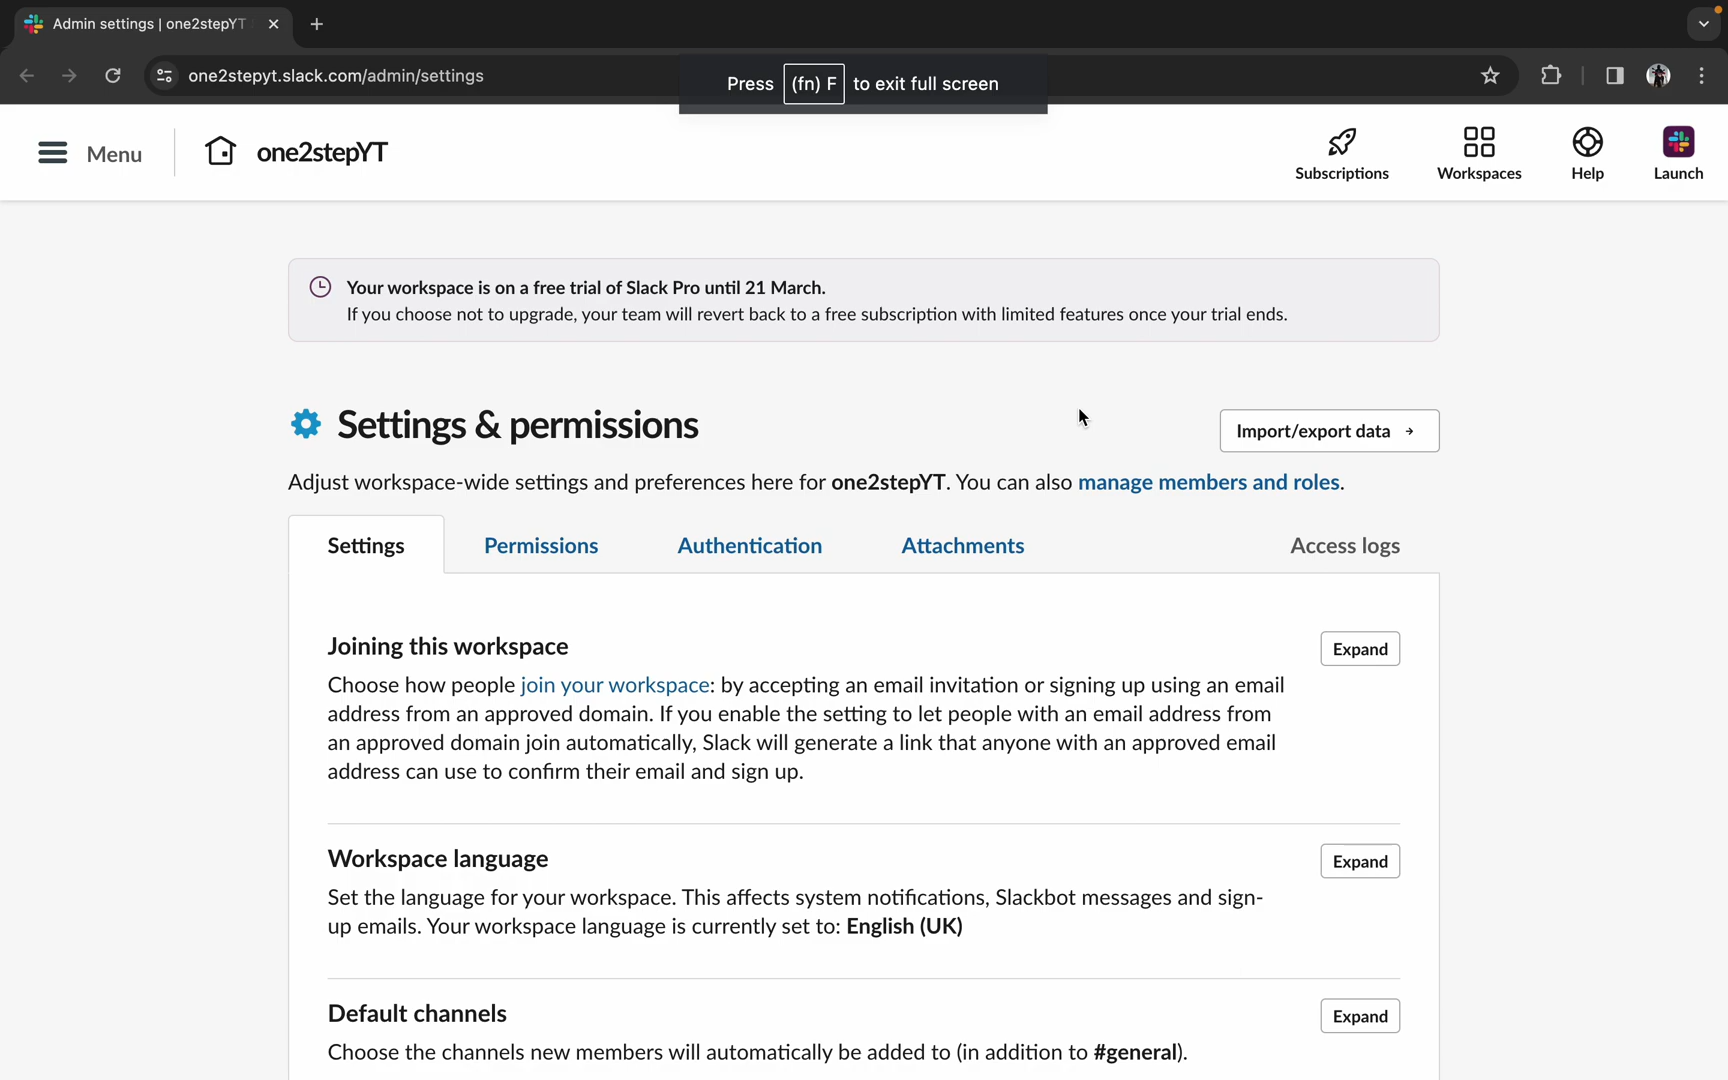 Admin settings | one2stepYT
one2stepyt.slack.com/admin/settings
Press (fn) F to exit full screen
Menu
one2stepYT
Subscriptions
Workspaces
Help
Launch
Your workspace is on a free trial of Slack Pro until 21 March.
If you choose not to upgrade, your team will revert back to a free subscription with limited features once your trial ends.
Settings & permissions
Import/export data →
Adjust workspace-wide settings and preferences here for one2stepYT. You can also manage members and roles.
Settings
Permissions
Authentication
Attachments
Access logs
Joining this workspace
Expand
Choose how people join your workspace: by accepting an email invitation or signing up using an email
address from an approved domain. If you enable the setting to let people with an email address from
an approved domain join automatically, Slack will generate a link that anyone with an approved email
address can use to confirm their email and sign up.
Workspace language
Expand
Set the language for your workspace. This affects system notifications, Slackbot messages and sign-
up emails. Your workspace language is currently set to: English (UK)
Default channels
Expand
Choose the channels new members will automatically be added to (in addition to #general).